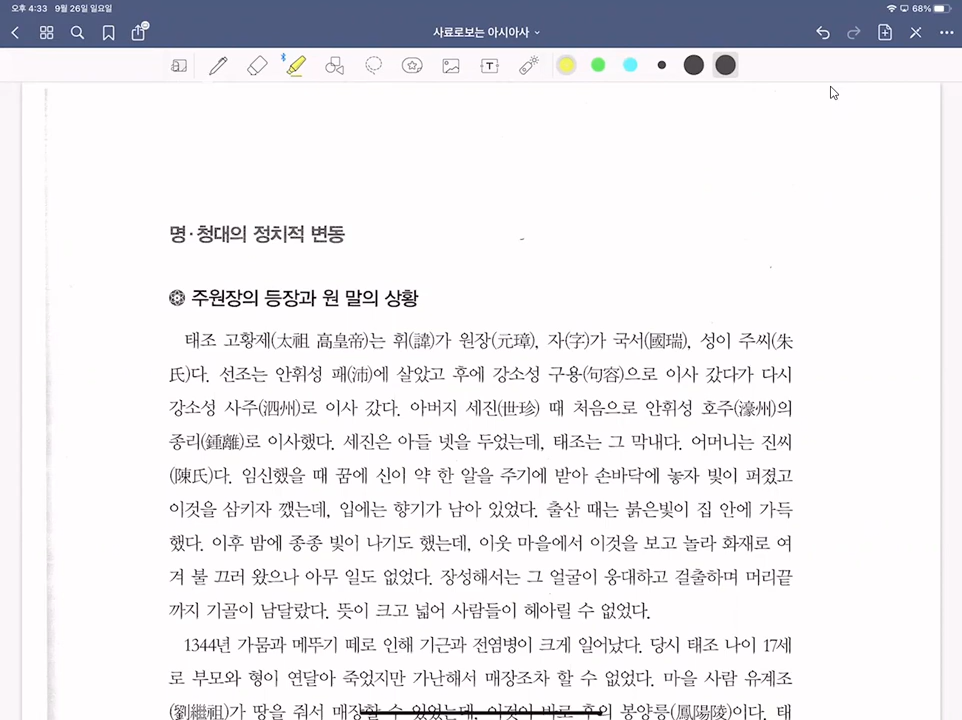 오후 4:33 9월 26일 일요일
68%
사료로보는 아시아사
T
명·청대의 정치적 변동
주원장의 등장과 원 말의 상황
태조 고황제(太祖 高皇帝)는 휘(諱)가 원장(元璋), 자(字)가 국서(國瑞), 성이 주씨(朱
氏)다. 선조는 안휘성 패(沛)에 살았고 후에 강소성 구용(句容)으로 이사 갔다가 다시
강소성 사주(泗州)로 이사 갔다. 아버지 세진(世珍) 때 처음으로 안휘성 호주(濠州)의
종리(鍾離)로 이사했다. 세진은 아들 넷을 두었는데, 태조는 그 막내다. 어머니는 진씨
(陳氏)다. 임신했을 때 꿈에 신이 약 한 알을 주기에 받아 손바닥에 놓자 빛이 퍼졌고
이것을 삼키자 깼는데, 입에는 향기가 남아 있었다. 출산 때는 붉은빛이 집 안에 가득
했다. 이후 밤에 종종 빛이 나기도 했는데, 이웃 마을에서 이것을 보고 놀라 화재로 여
겨 불 끄러 왔으나 아무 일도 없었다. 장성해서는 그 얼굴이 웅대하고 걸출하며 머리끝
까지 기골이 남달랐다. 뜻이 크고 넓어 사람들이 헤아릴 수 없었다.
1344년 가뭄과 메뚜기 떼로 인해 기근과 전염병이 크게 일어났다. 당시 태조 나이 17세
로 부모와 형이 연달아 죽었지만 가난해서 매장조차 할 수 없었다. 마을 사람 유계조
(劉繼祖)가 땅을 줘서 매장할 수 있었었는데, 이것이 바로 후외 봉양릉(鳳陽陵)이다. 태